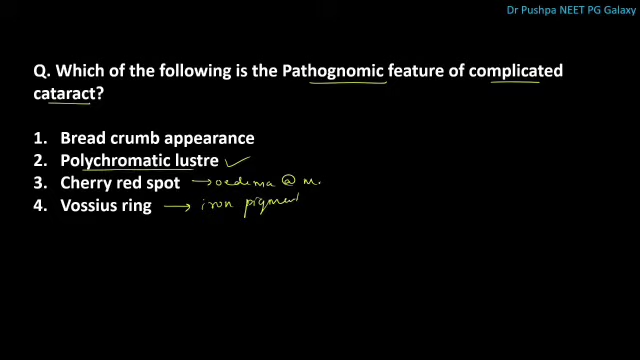 Dr Pushpa NEET PG Galaxy
Q. Which of the following is the Pathognomic feature of complicated
cataract?
1. Bread crumb appearance
2. Polychromatic lustre ✓
3. Cherry red spot → oedima @ m.
4. Vossius ring → iron pigment